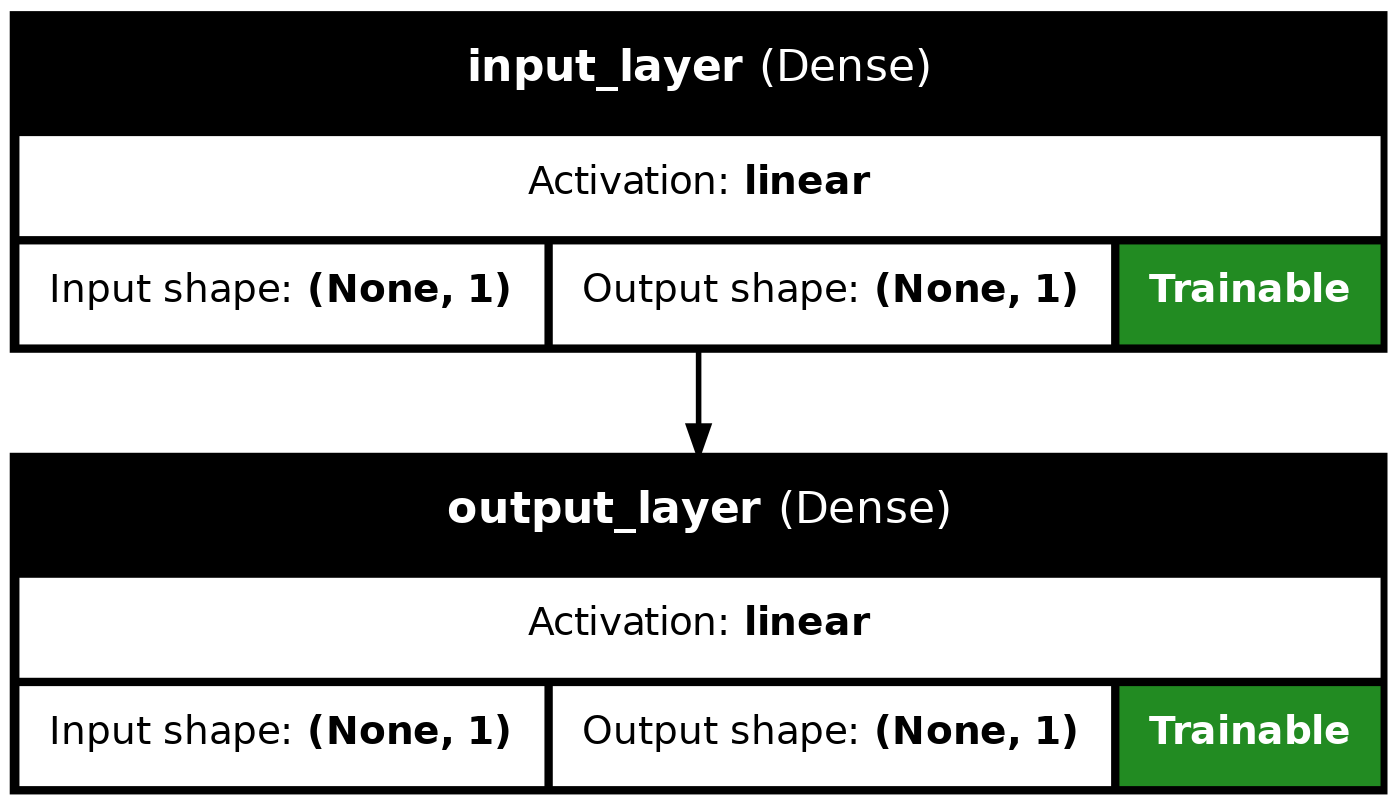 input_layer (Dense)
Activation: linear
Input shape: (None, 1) Output shape: (None, 1) Trainable
output_layer (Dense)
Activation: linear
Input shape: (None, 1) Output shape: (None, 1) Trainable